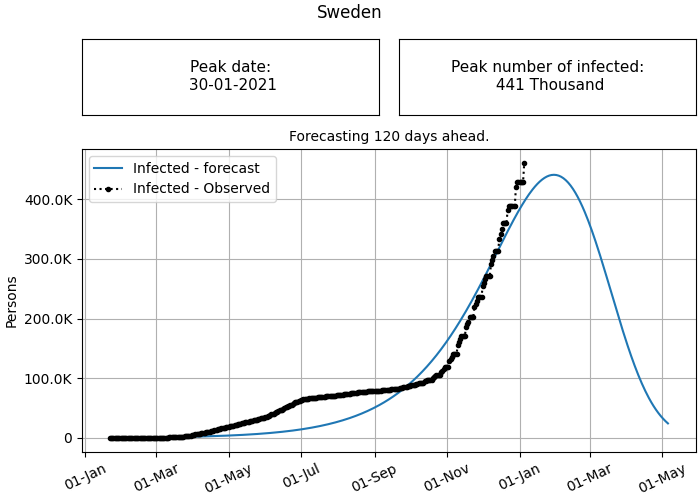 Sweden
Peak date:
30-01-2021
Peak number of infected:
441 Thousand
Forecasting 120 days ahead.
Infected - forecast
Infected - Observed
Persons
400.0K
300.0K
200.0K
100.0K
0
01-Jan
01-Mar
01-May
01-Jul
01-Sep
01-Nov
01-Jan
01-Mar
01-May